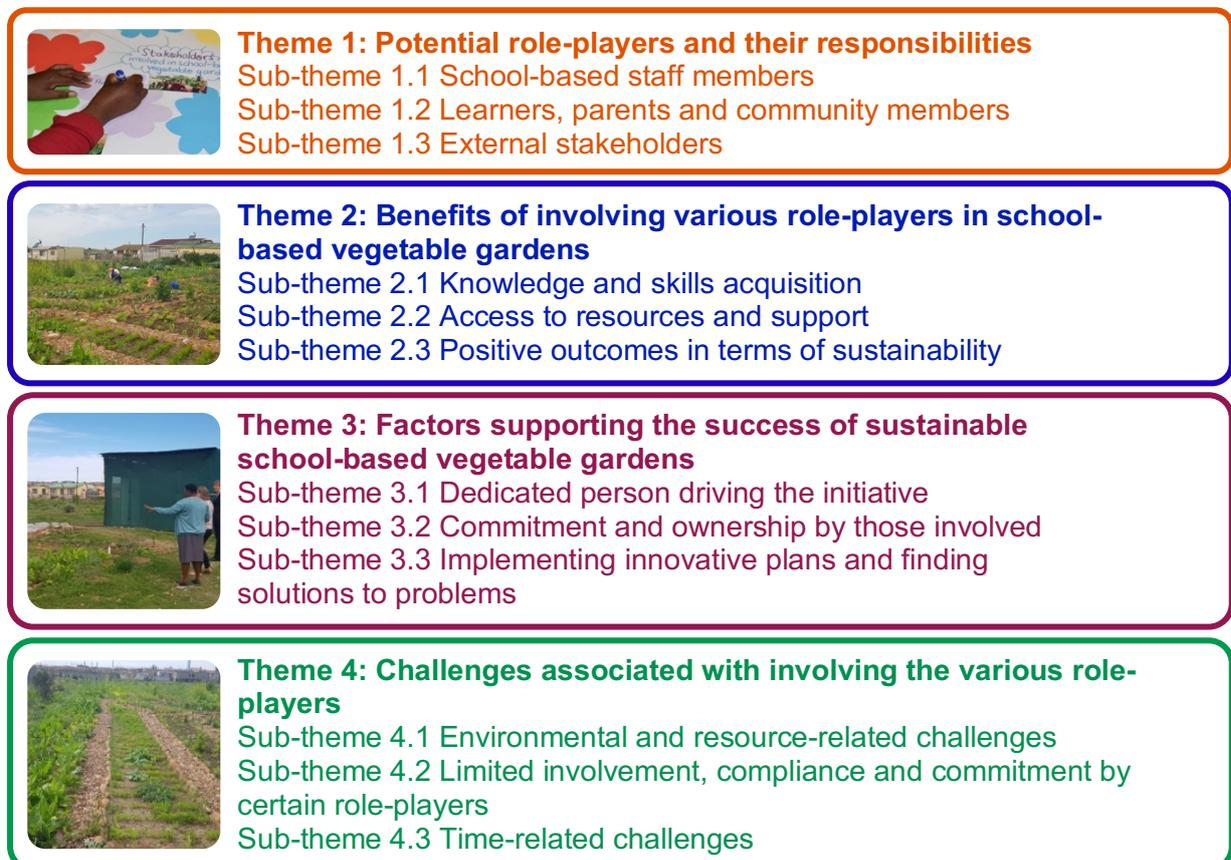 Stakeholders
involved in school-b
vegetable gard
Theme 1: Potential role-players and their responsibilities
Sub-theme 1.1 School-based staff members
Sub-theme 1.2 Learners, parents and community members
Sub-theme 1.3 External stakeholders
Theme 2: Benefits of involving various role-players in school-
based vegetable gardens
Sub-theme 2.1 Knowledge and skills acquisition
Sub-theme 2.2 Access to resources and support
Sub-theme 2.3 Positive outcomes in terms of sustainability
Theme 3: Factors supporting the success of sustainable
school-based vegetable gardens
Sub-theme 3.1 Dedicated person driving the initiative
Sub-theme 3.2 Commitment and ownership by those involved
Sub-theme 3.3 Implementing innovative plans and finding
solutions to problems
Theme 4: Challenges associated with involving the various role-
players
Sub-theme 4.1 Environmental and resource-related challenges
Sub-theme 4.2 Limited involvement, compliance and commitment by
certain role-players
Sub-theme 4.3 Time-related challenges